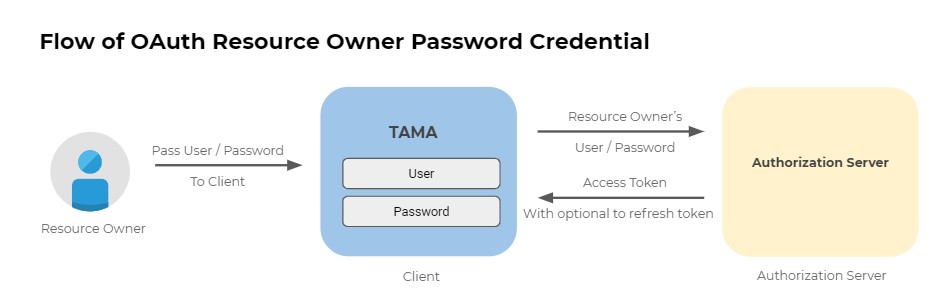 Flow of OAuth Resource Owner Password Credential
Pass User / Password
To Client
Resource Owner
TAMA
User
Password
Client
Resource Owner’s
User / Password
Access Token
With optional to refresh token
Authorization Server
Authorization Server